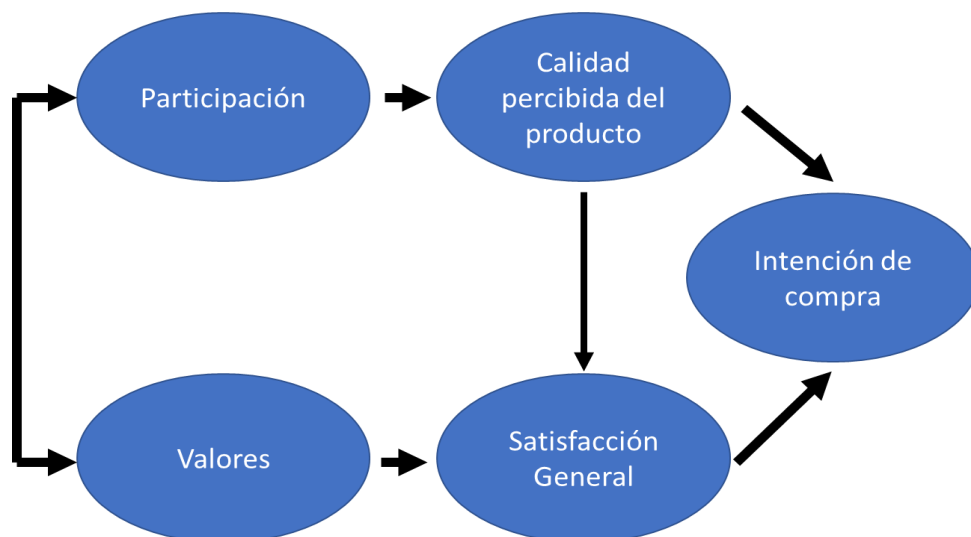 Participación
Calidad
percibida del
producto
Intención de
compra
Valores
Satisfacción
General